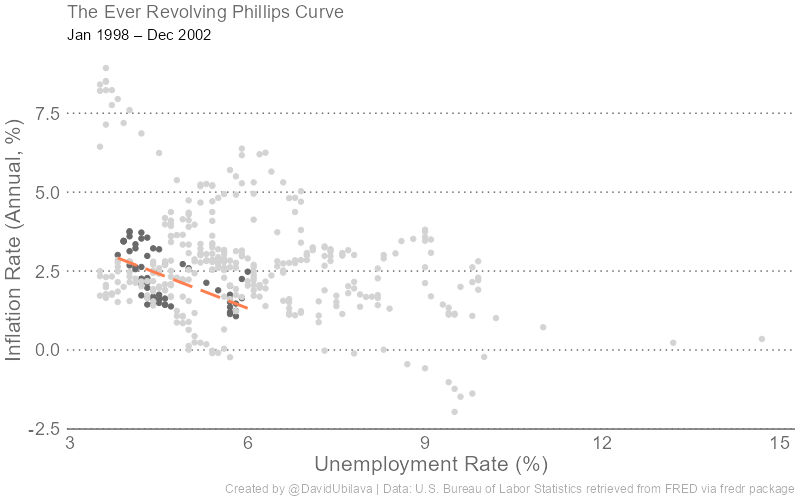 The Ever Revolving Phillips Curve
Jan 1998 – Dec 2002
Inflation Rate (Annual, %)
7.5
5.0
2.5
0.0
-2.5
3
6
9
12
15
Unemployment Rate (%)
Created by @DavidUbilava | Data: U.S. Bureau of Labor Statistics retrieved from FRED via fredr package